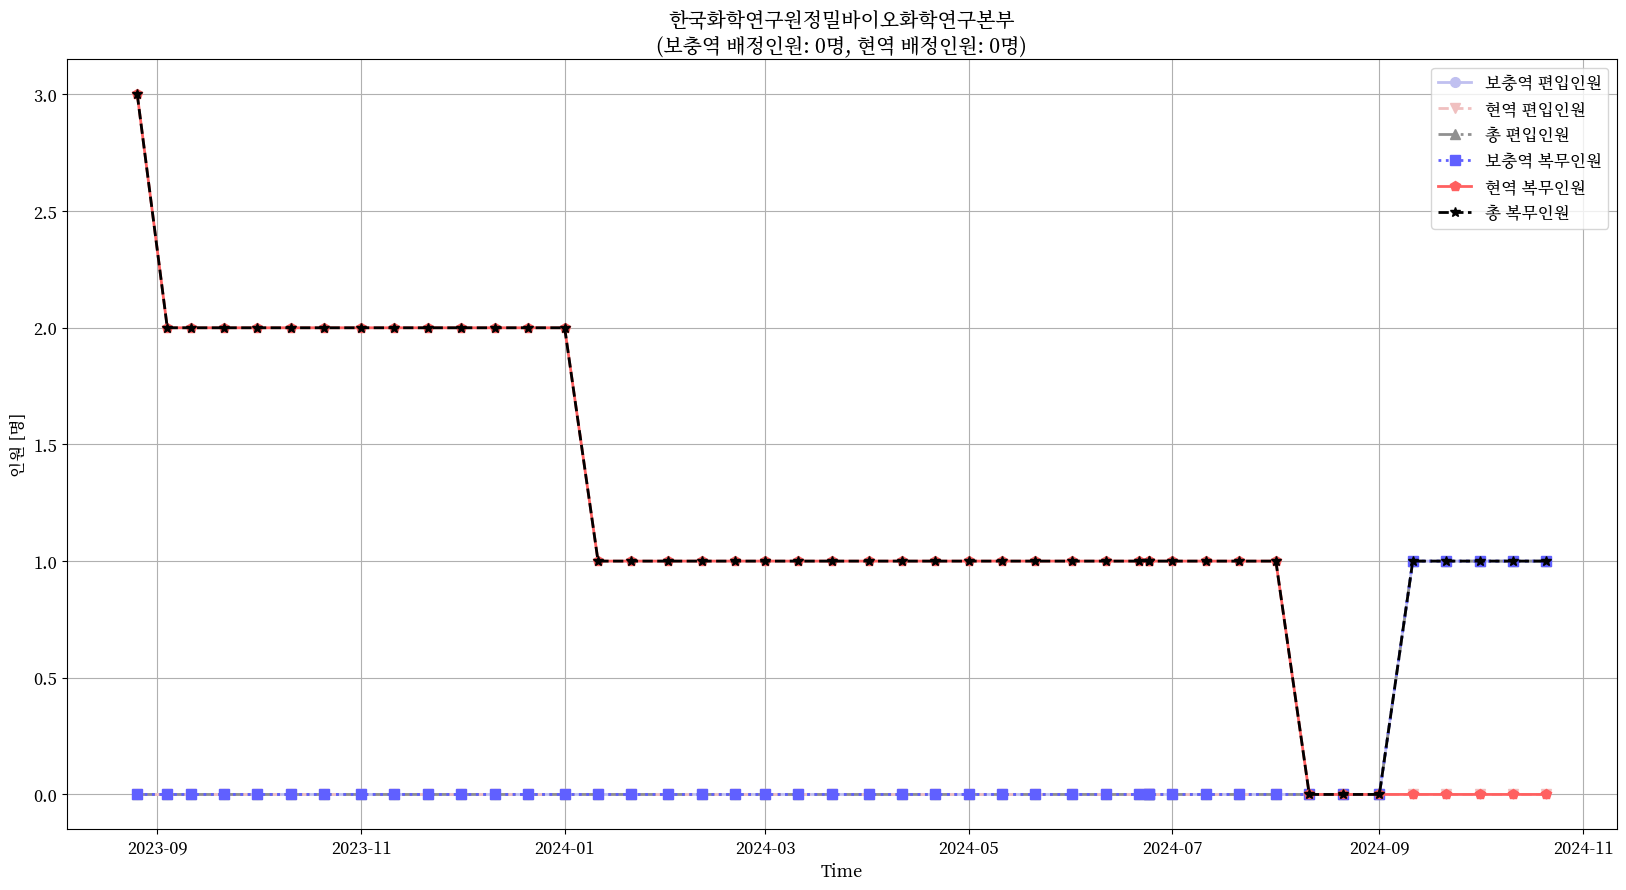 한국화학연구원정밀바이오화학연구본부
(보충역 배정인원: 0명, 현역 배정인원: 0명)
보충역 편입인원
현역 편입인원
총 편입인원
보충역 복무인원
현역 복무인원
총 복무인원
3.0
2.5
2.0
1.5
1.0
0.5
0.0
인원 [명]
2023-09 2023-11 2024-01 2024-03 2024-05 2024-07 2024-09 2024-11
Time